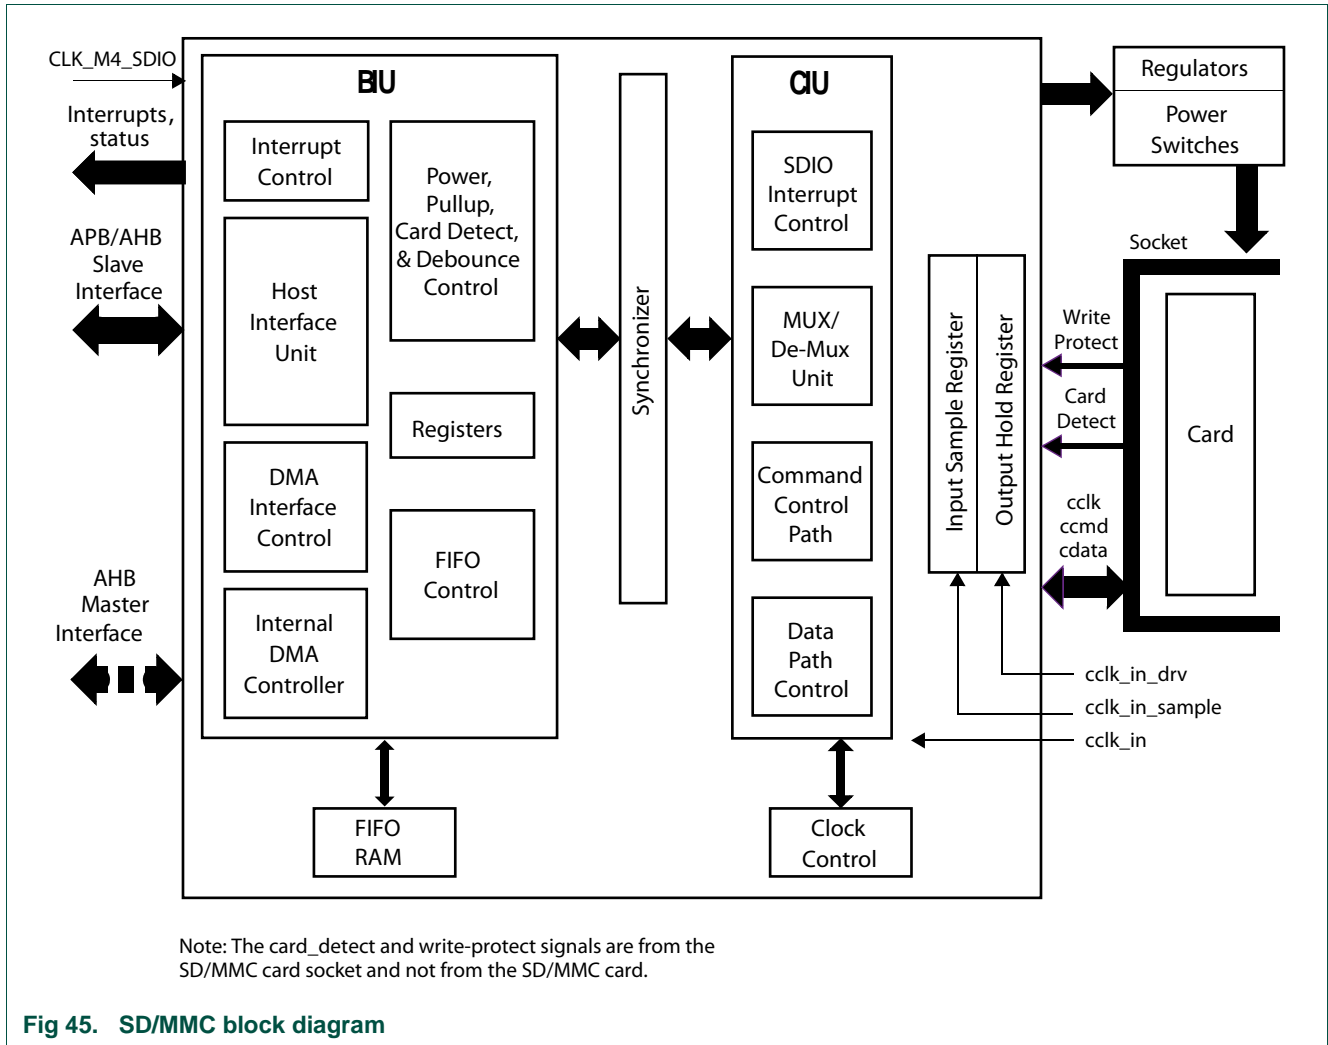 CLK_M4_SDIO
Interrupts,
status
APB/AHB
Slave
Interface
AHB
Master
Interface
BIU
Interrupt
Control
Host
Interface
Unit
DMA
Interface
Control
Internal
DMA
Controller
Power,
Pullup,
Card Detect,
& Debounce
Control
Registers
FIFO
Control
FIFO
RAM
Synchronizer
CIU
SDIO
Interrupt
Control
MUX/
De-Mux
Unit
Command
Control
Path
Data
Path
Control
Clock
Control
Input Sample Register
Output Hold Register
Regulators
Power
Switches
Socket
Write
Protect
Card
Detect
cclk
ccmd
cdata
Card
cclk_in_drv
cclk_in_sample
cclk_in
Note: The card_detect and write-protect signals are from the
SD/MMC card socket and not from the SD/MMC card.
Fig 45. SD/MMC block diagram